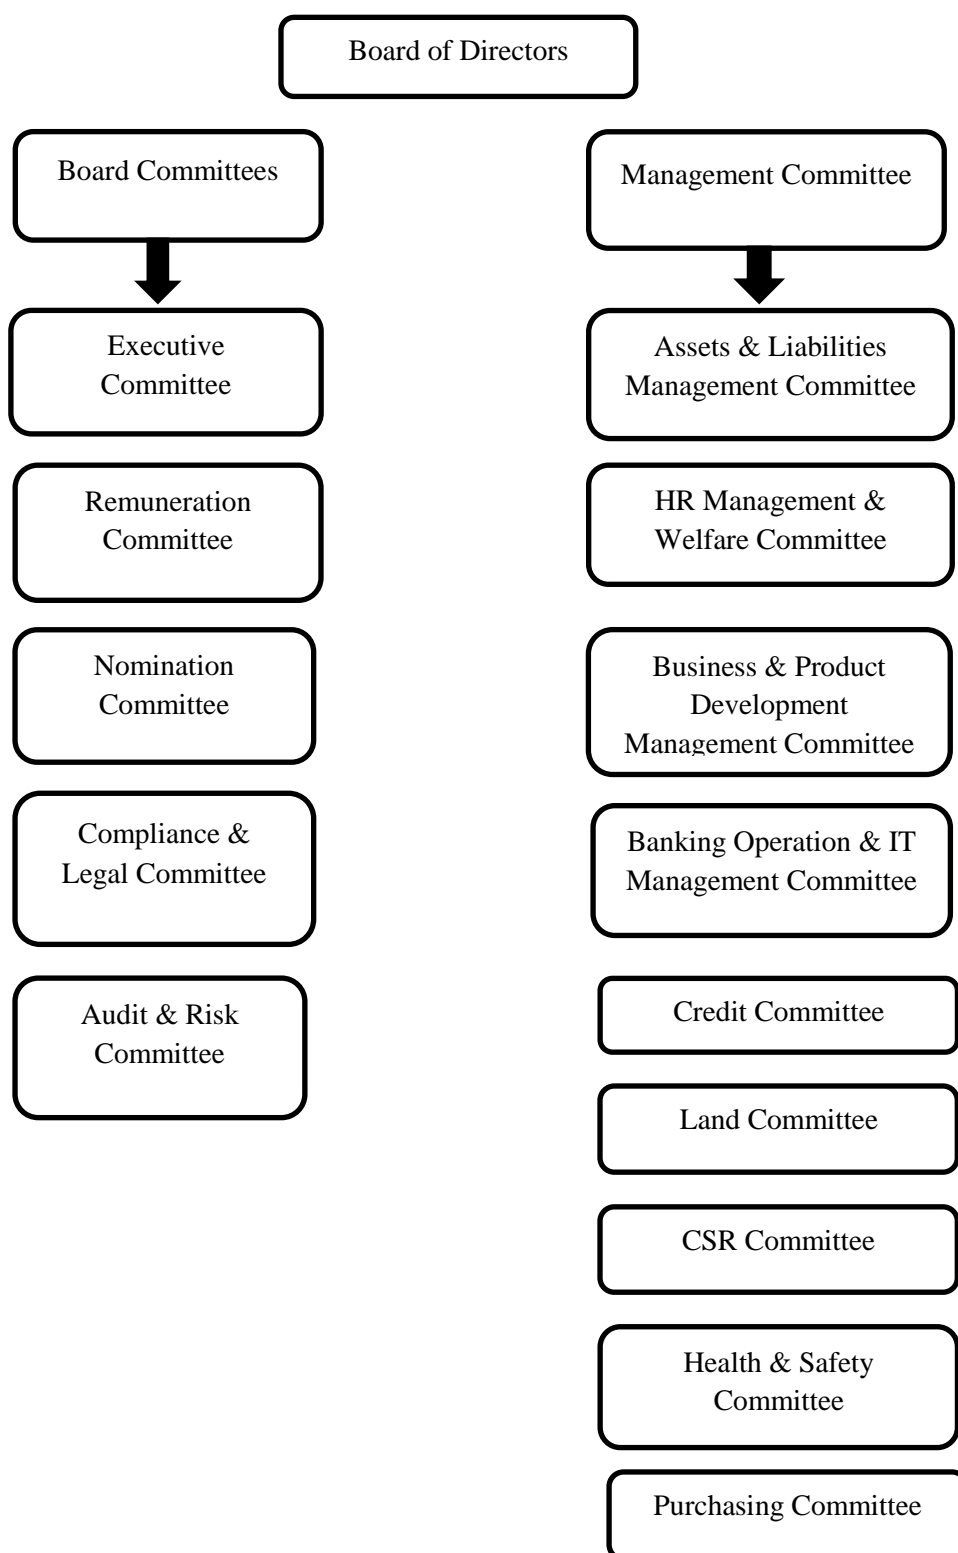 Board of Directors
Board Committees
Management Committee
Executive
Committee
Assets & Liabilities
Management Committee
Remuneration
Committee
HR Management &
Welfare Committee
Nomination
Committee
Business & Product
Development
Management Committee
Compliance &
Legal Committee
Banking Operation & IT
Management Committee
Audit & Risk
Committee
Credit Committee
Land Committee
CSR Committee
Health & Safety
Committee
Purchasing Committee